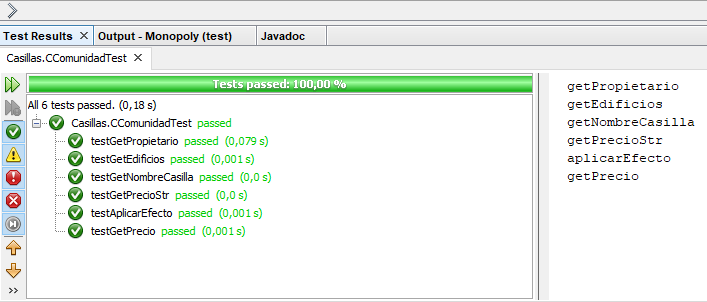 Test Results
Output - Monopoly (test)
Javadoc
Casillas.CComunidadTest
Tests passed: 100,00 %
All 6 tests passed. (0,18 s)
Casillas.CComunidadTest passed
testGetPropietario passed (0,079 s)
testGetEdificios passed (0,001 s)
testGetNombreCasilla passed (0,0 s)
testGetPrecioStr passed (0,0 s)
testAplicarEfecto passed (0,001 s)
testGetPrecio passed (0,001 s)
getPropietario
getEdificios
getNombreCasilla
getPrecioStr
aplicarEfecto
getPrecio